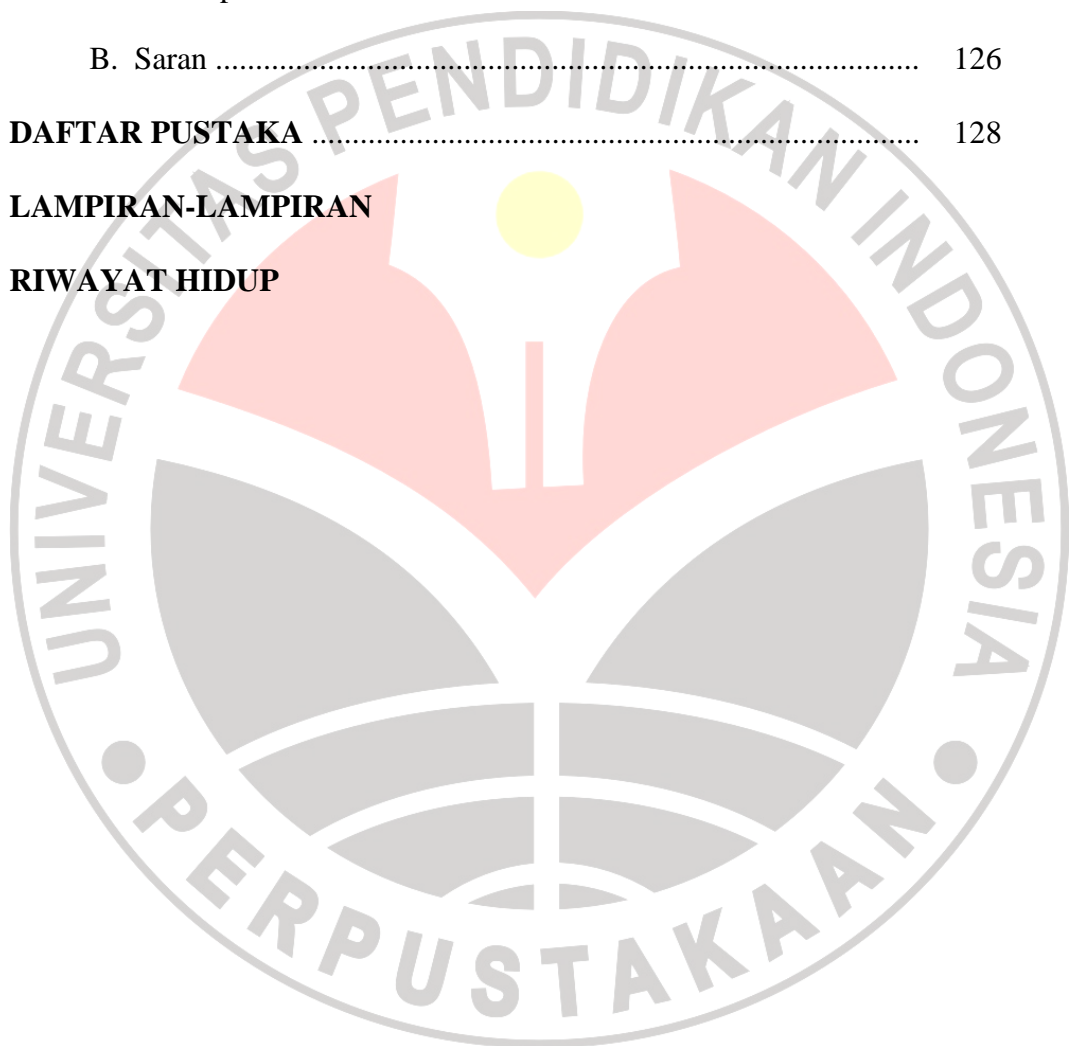 B. Saran ........................................................................................ 126
DAFTAR PUSTAKA ............................................................................ 128
LAMPIRAN-LAMPIRAN
RIWAYAT HIDUP
UNIVERSITAS PENDIDIKAN INDONESIA
PERPUSTAKAAN